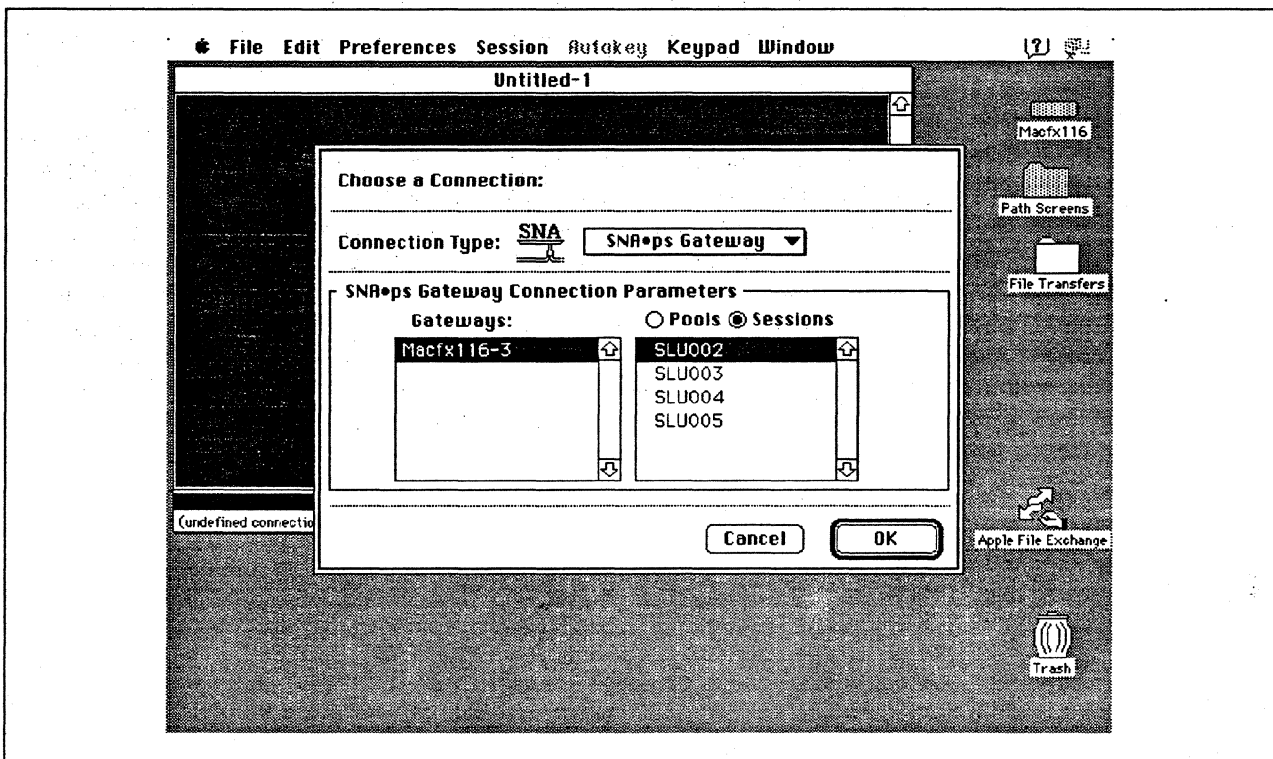 File Edit Preferences Session Autokey Keypad Window
Untitled-1
Macfx116
Choose a Connection:
Path Screens
Connection Type: SNA SNA•ps Gateway
File Transfers
SNA•ps Gateway Connection Parameters
Gateways: Pools Sessions
Macfx116-3 SLU002
SLU003
SLU004
SLU005
(undefined connectio
Cancel OK
Apple File Exchange
Trash